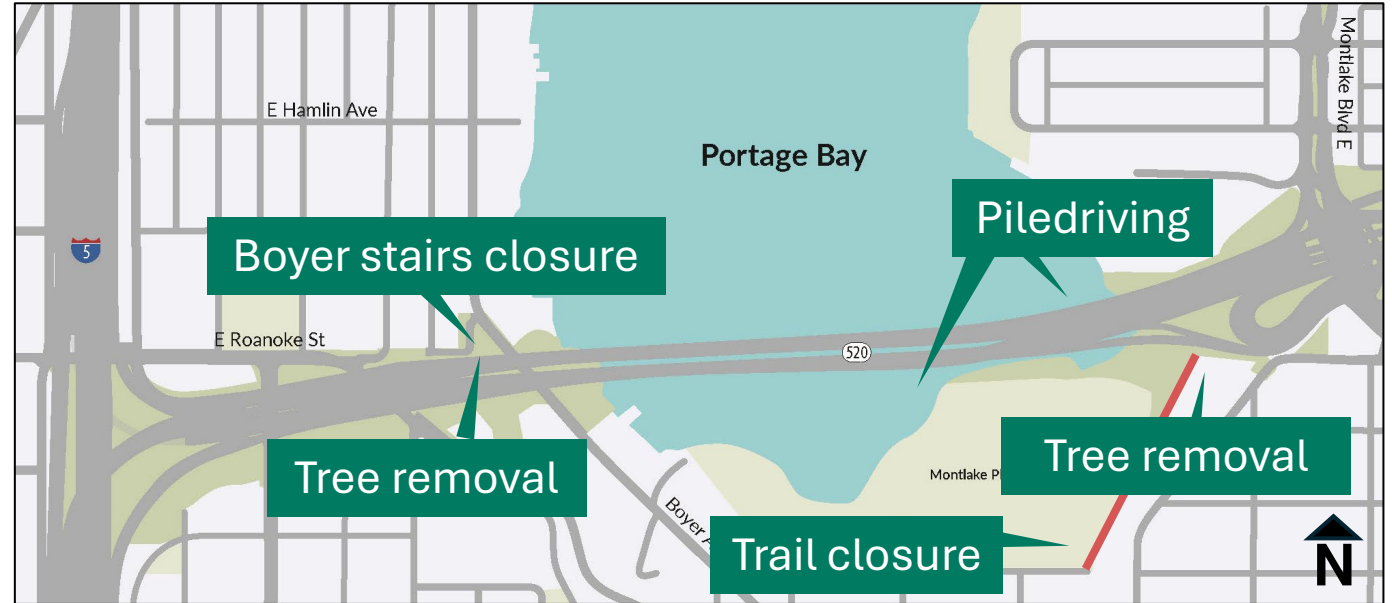 E Hamlin Ave
Montlake Blvd E
Portage Bay
Piledriving
Boyer stairs closure
5
E Roanoke St
520
Tree removal
Tree removal
Montlake
Boyer
Trail closure
N